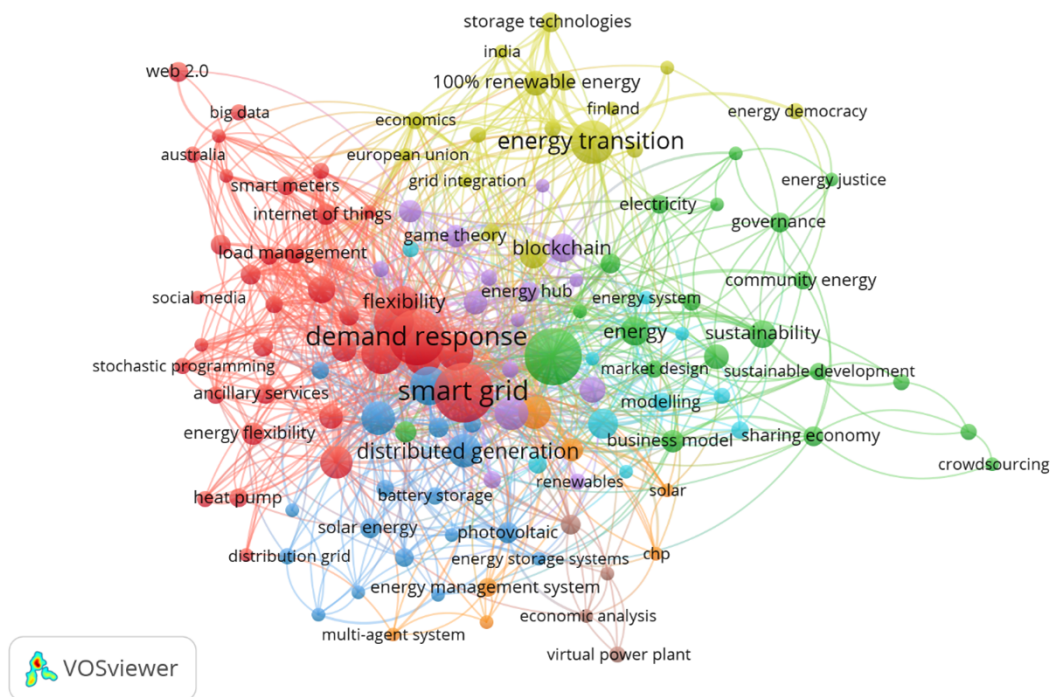 storage technologies
india
web 2.0
100% renewable energy
finland
big data
economics
energy democracy
energy transition
australia
european union
smart meters
grid integration
energy justice
internet of things
electricity
governance
game theory
blockchain
load management
community energy
social media
flexibility
energy hub
energy system
demand response
energy
sustainability
stochastic programming
market design
sustainable development
ancillary services
smart grid
modelling
energy flexibility
business model
sharing economy
distributed generation
crowdsourcing
heat pump
battery storage
renewables
solar
solar energy
photovoltaic
distribution grid
energy storage systems
chp
energy management system
economic analysis
multi-agent system
virtual power plant
VOSviewer